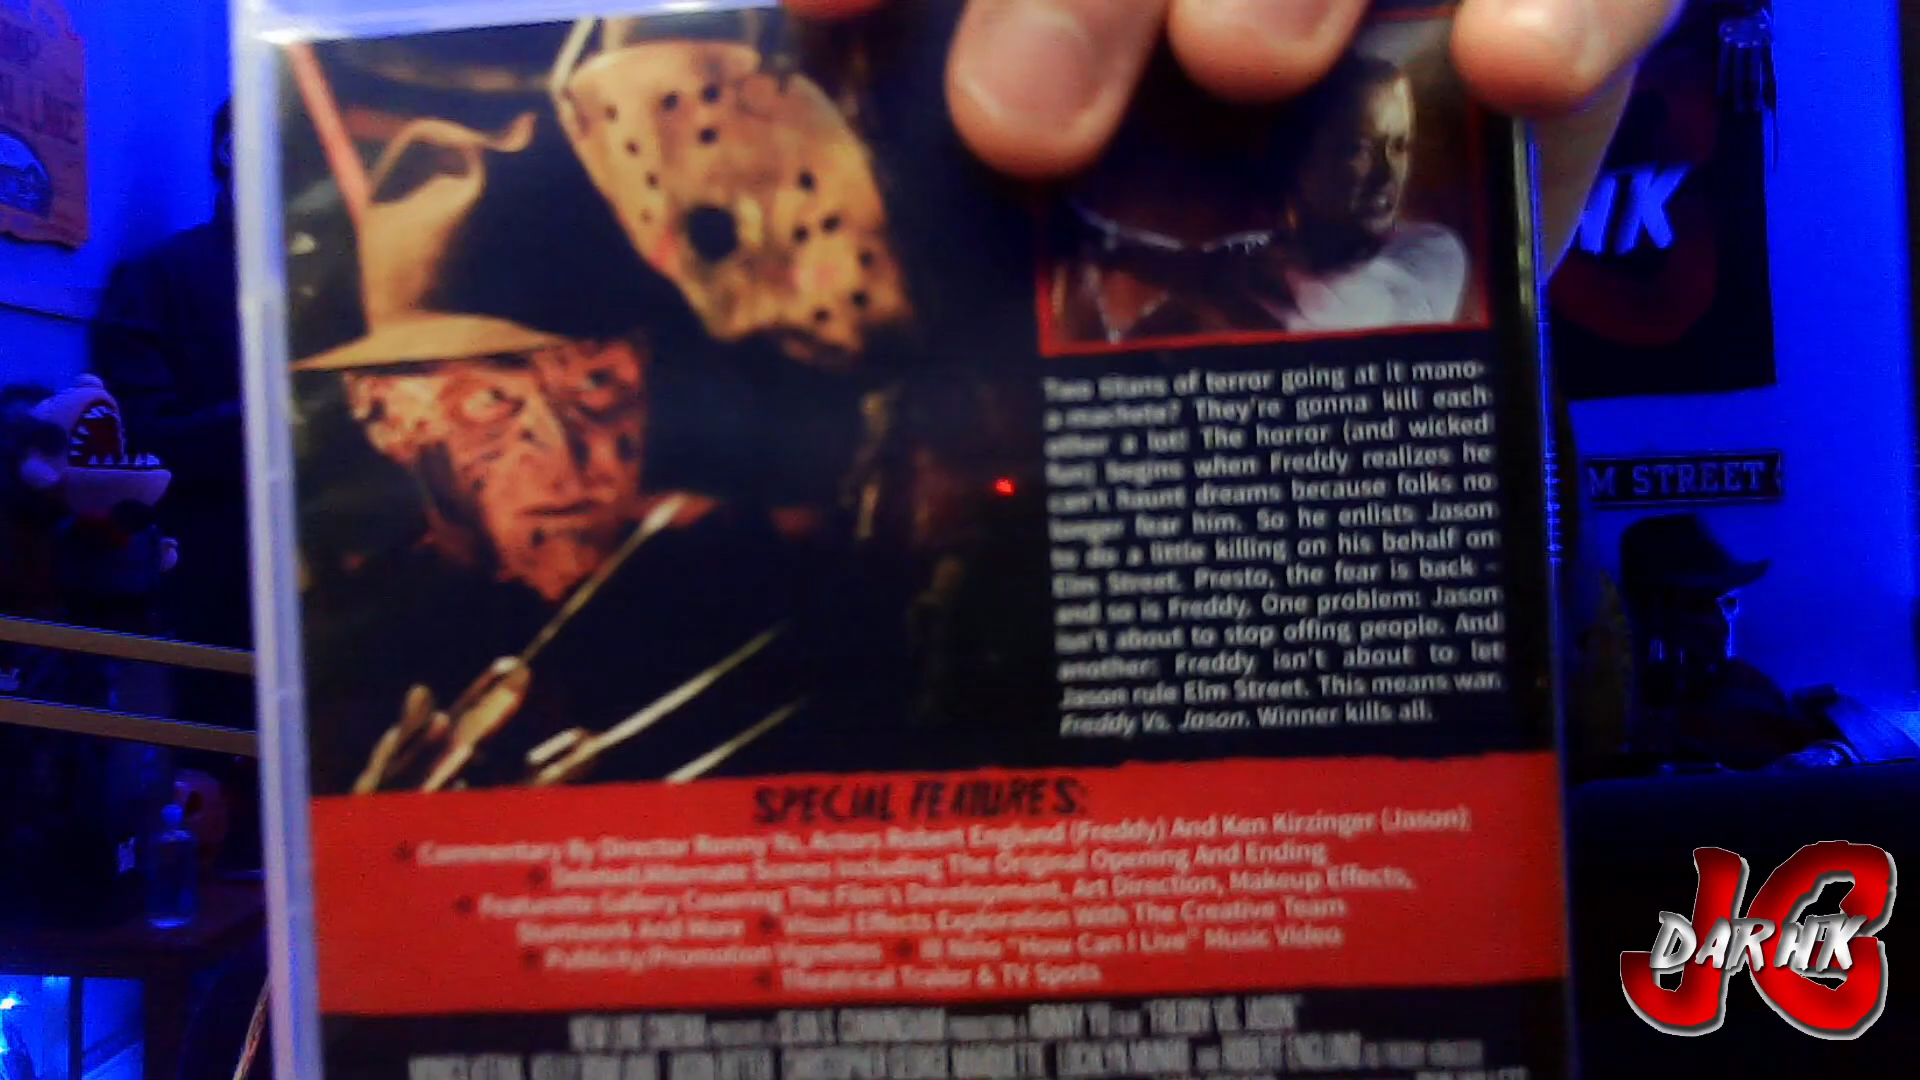 Two titans of terror going at it mano-
a-machete? They're gonna kill each
other a lot! The horror (and wicked
fun) begins when Freddy realizes he
can't haunt dreams because folks no
longer fear him. So he enlists Jason
to do a little killing on his behalf on
Elm Street. Presto, the fear is back -
and so is Freddy. One problem: Jason
isn't about to stop offing people. And
another: Freddy isn't about to let
Jason rule Elm Street. This means war.
Freddy Vs. Jason. Winner kills all.
SPECIAL FEATURES:
Commentary By Director Ronny Yu, Actors Robert Englund (Freddy) And Ken Kirzinger (Jason)
Deleted/Alternate Scenes Including The Original Opening And Ending
Featurette Gallery Covering The Film's Development, Art Direction, Makeup Effects,
Stuntwork And More Visual Effects Exploration With The Creative Team
Publicity/Promotion Vignettes Ill Niño "How Can I Live" Music Video
Theatrical Trailer & TV Spots
HK
M STREET
JC
DARHK